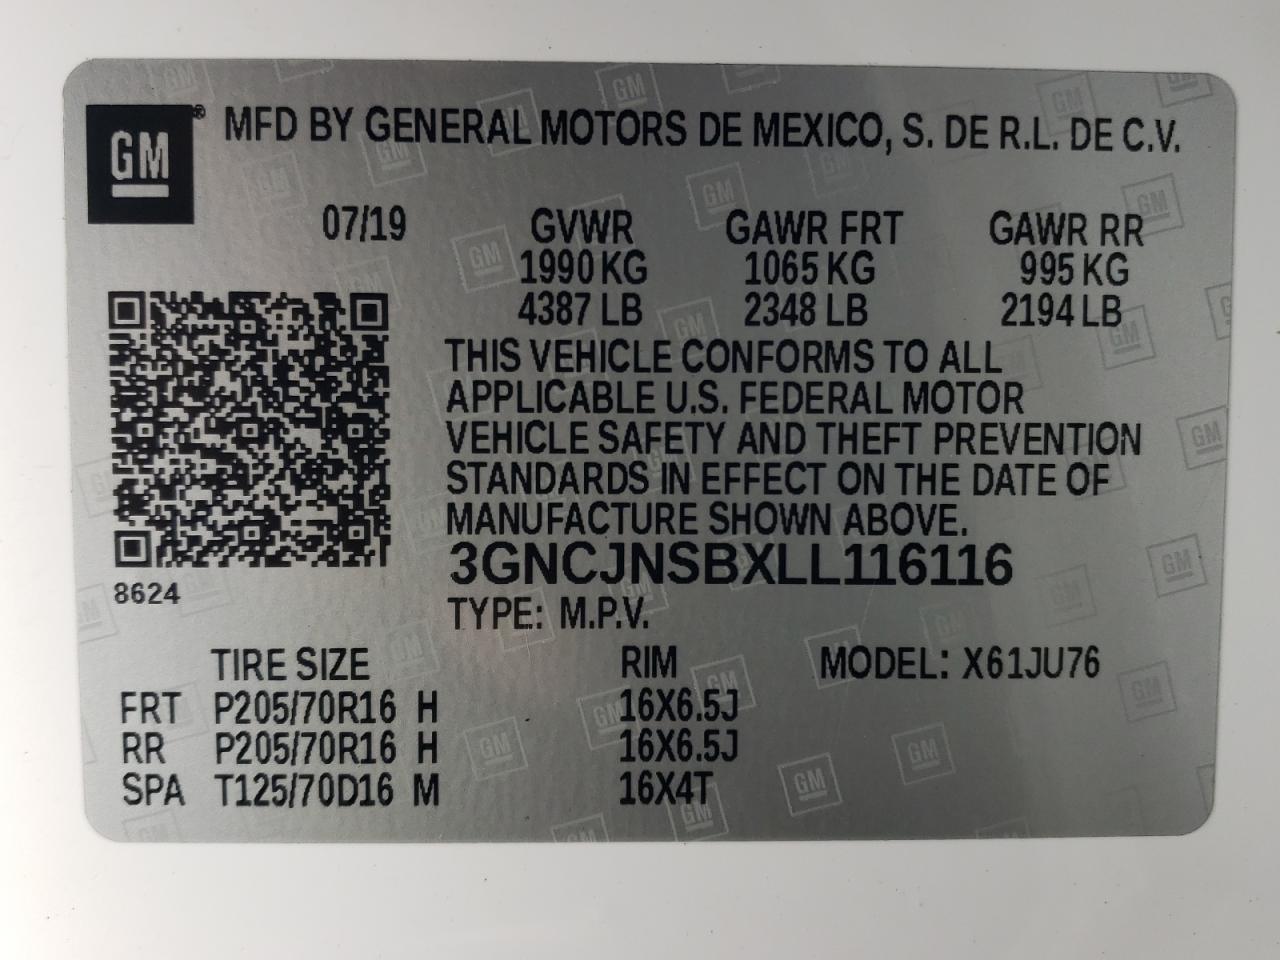 GM® MFD BY GENERAL MOTORS DE MEXICO, S. DE R.L. DE C.V.
07/19 GVWR GAWR FRT GAWR RR
1990 KG 1065 KG 995 KG
4387 LB 2348 LB 2194 LB
THIS VEHICLE CONFORMS TO ALL
APPLICABLE U.S. FEDERAL MOTOR
VEHICLE SAFETY AND THEFT PREVENTION
STANDARDS IN EFFECT ON THE DATE OF
MANUFACTURE SHOWN ABOVE.
3GNCJNSBXLL116116
8624
TYPE: M.P.V.
TIRE SIZE RIM MODEL: X61JU76
FRT P205/70R16 H 16X6.5J
RR P205/70R16 H 16X6.5J
SPA T125/70D16 M 16X4T